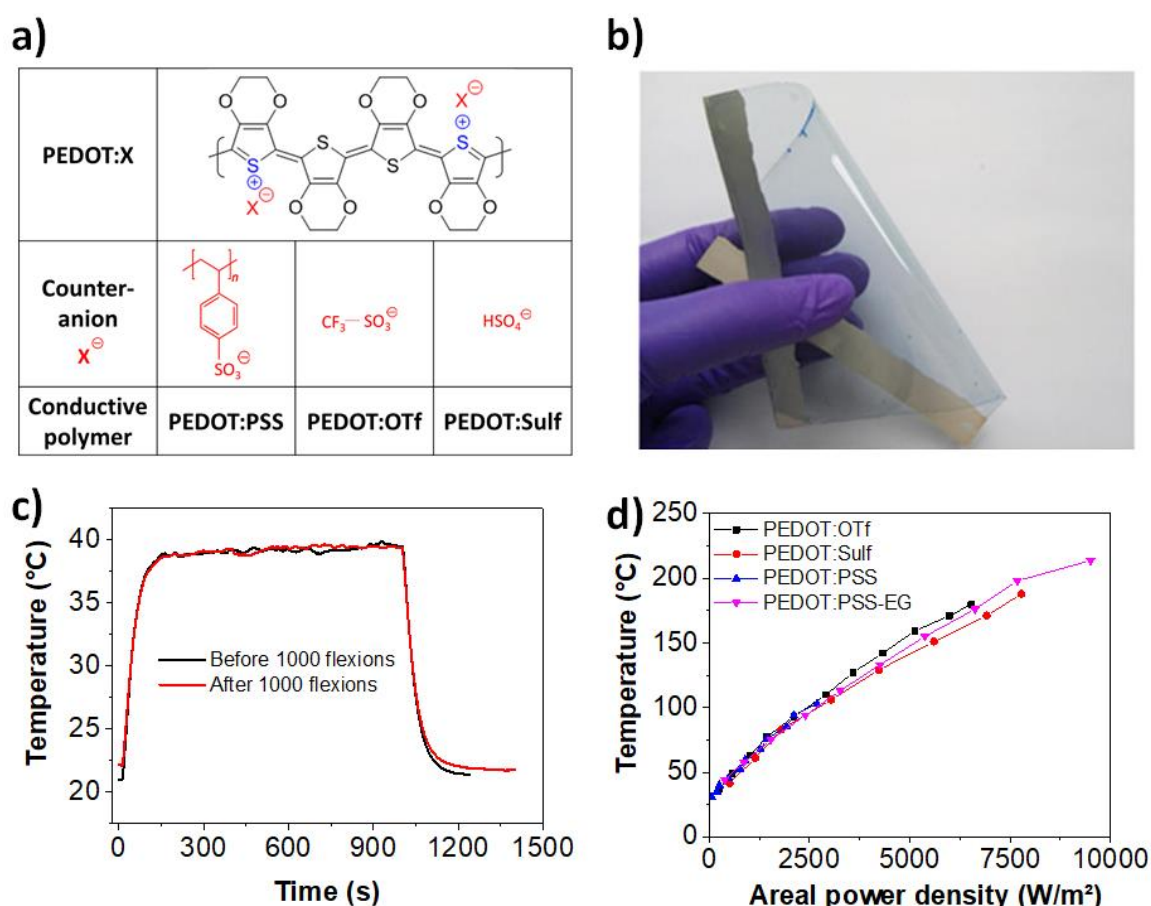 a)
PEDOT:X
O O O O
X⊖ S⊕ S S S⊕ X⊖
O O O O
n
Counter-
anion
X⊖
SO₃⊖
CF₃—SO₃⊖
HSO₄⊖
Conductive
polymer
PEDOT:PSS
PEDOT:OTf
PEDOT:Sulf
b)
c)
Temperature (°C)
40
35
30
25
20
Before 1000 flexions
After 1000 flexions
0 300 600 900 1200 1500
Time (s)
d)
Temperature (°C)
250
200
150
100
50
0
PEDOT:OTf
PEDOT:Sulf
PEDOT:PSS
PEDOT:PSS-EG
0 2500 5000 7500 10000
Areal power density (W/m²)